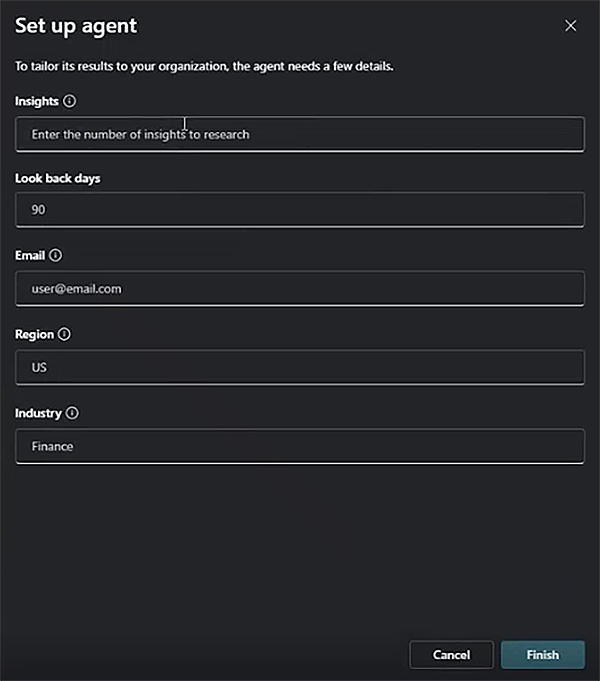 Set up agent
To tailor its results to your organization, the agent needs a few details.
Insights
Enter the number of insights to research
Look back days
90
Email
user@email.com
Region
US
Industry
Finance
Cancel Finish